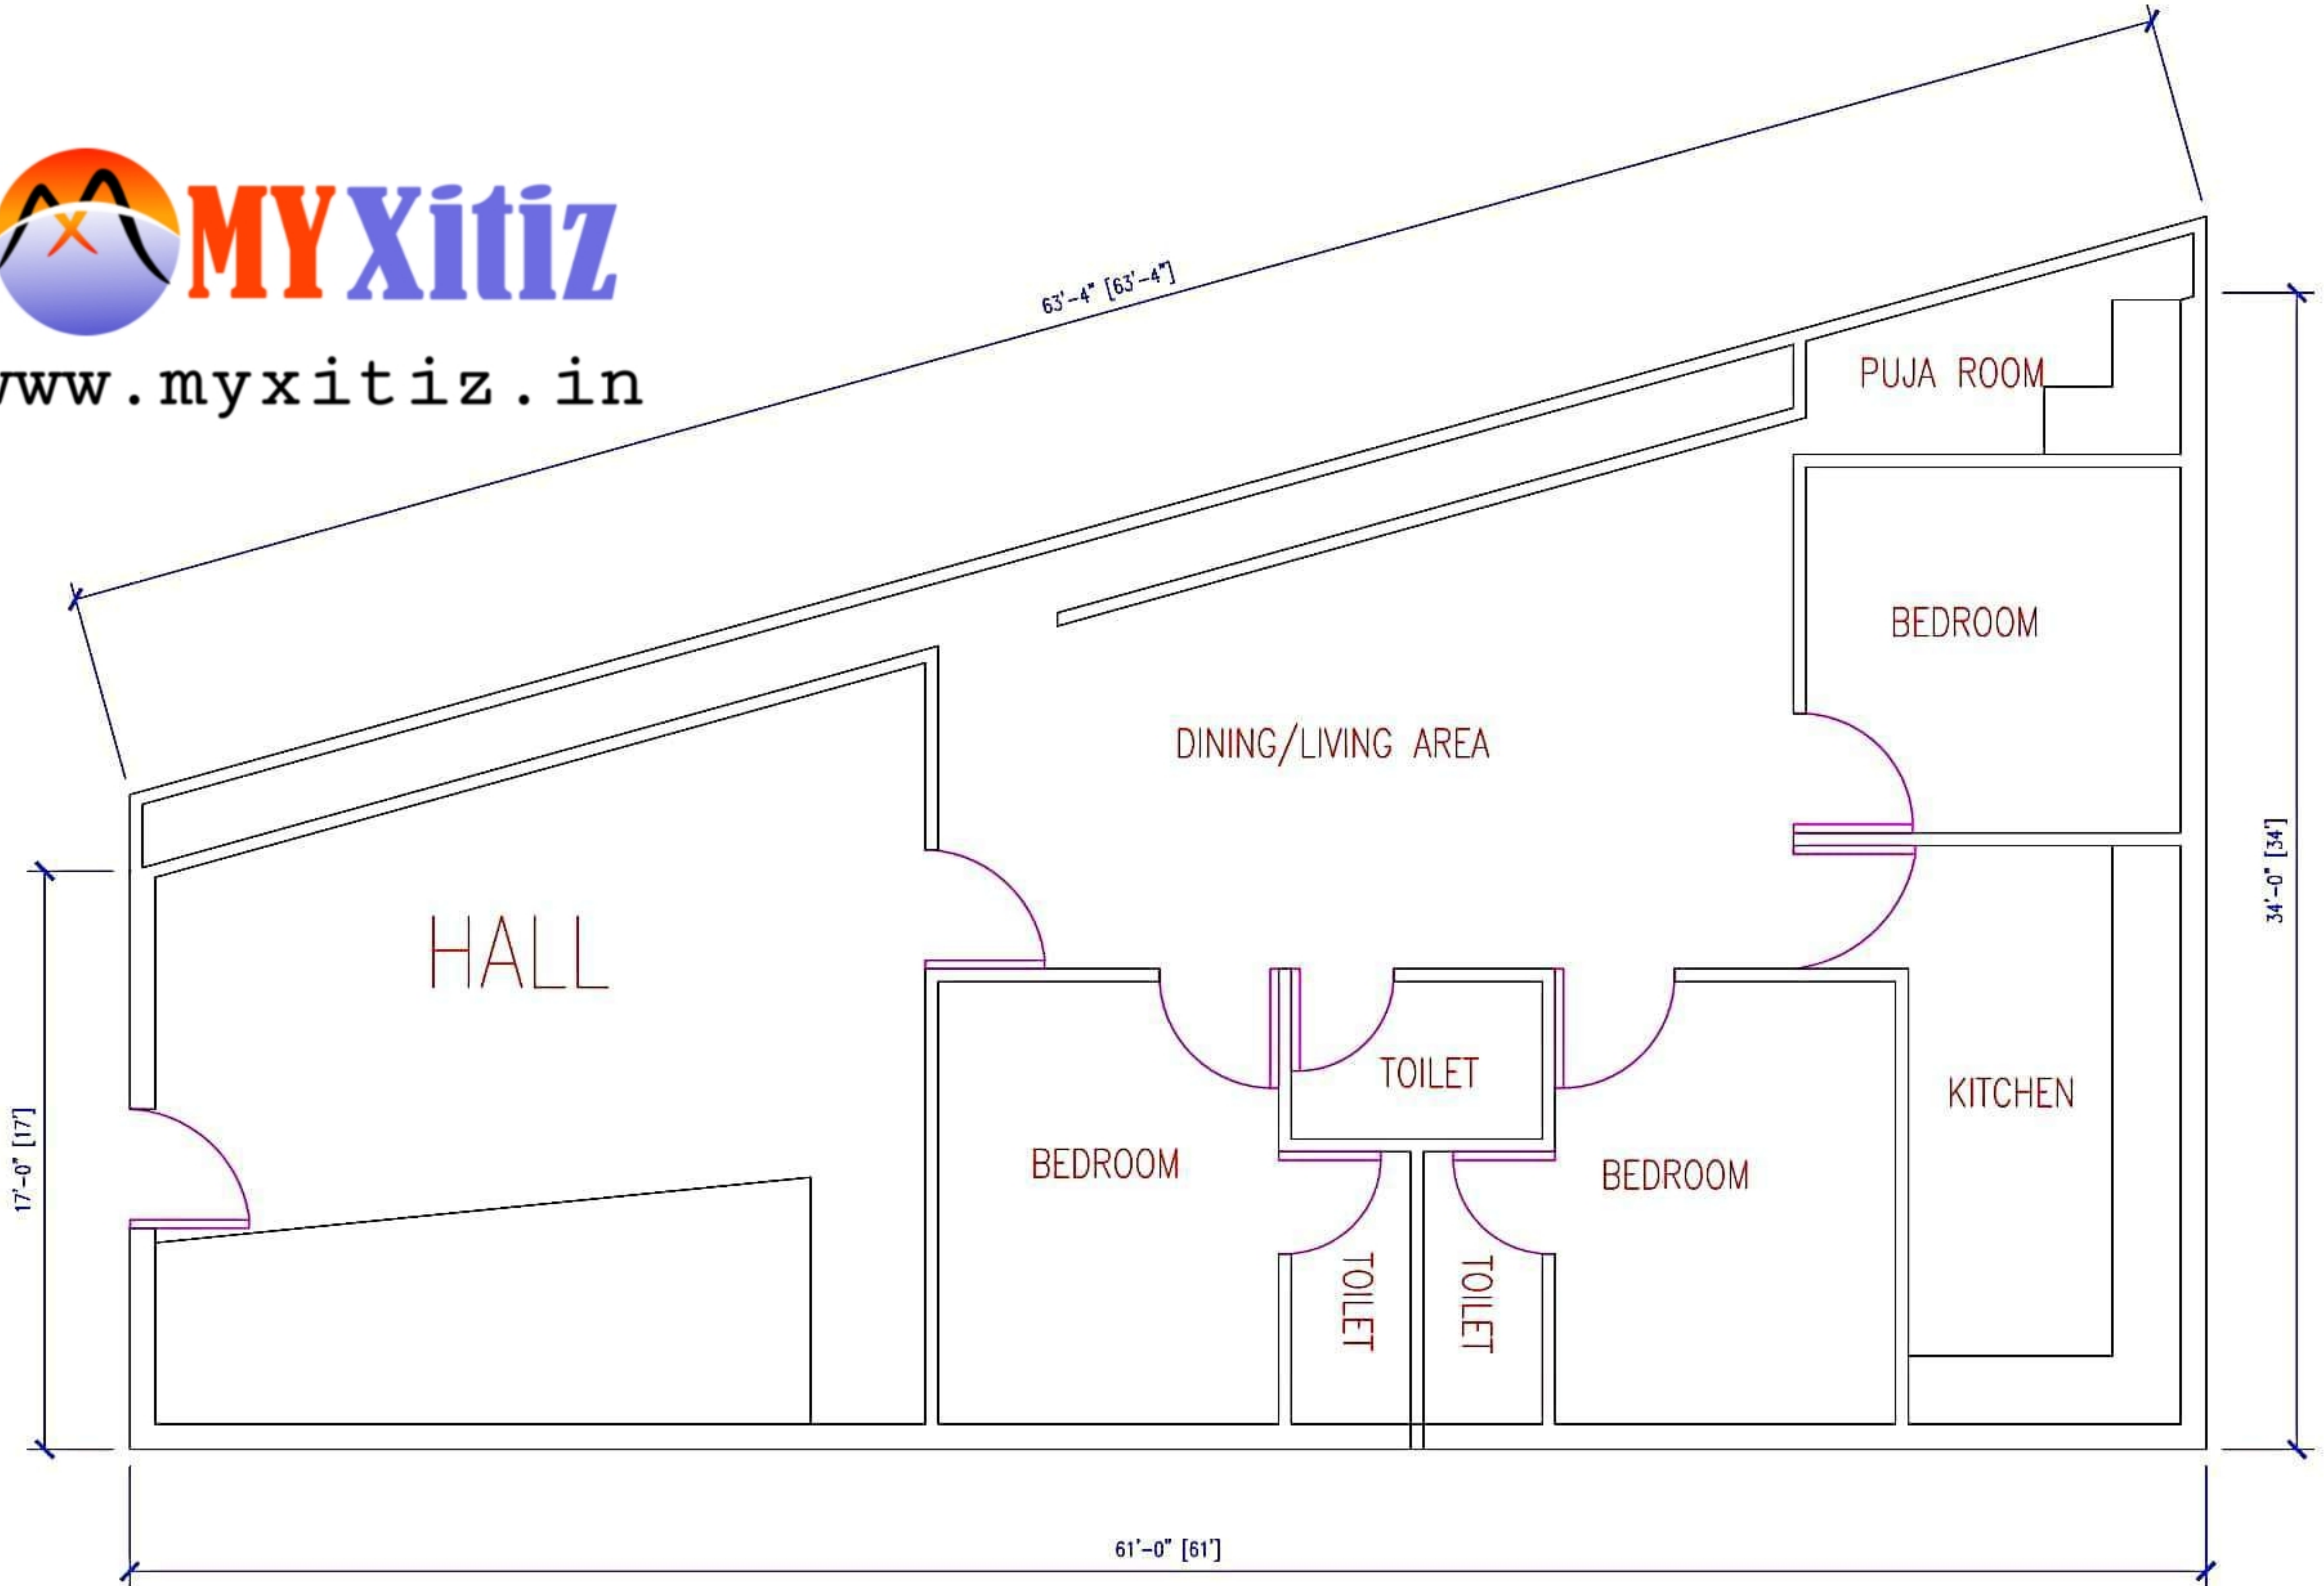 MYXitiz
www.myxitiz.in
63'-4" [63'-4"]
PUJA ROOM
BEDROOM
DINING/LIVING AREA
34'-0" [34']
HALL
TOILET
KITCHEN
17'-0" [17']
BEDROOM
BEDROOM
TOILET
TOILET
61'-0" [61']